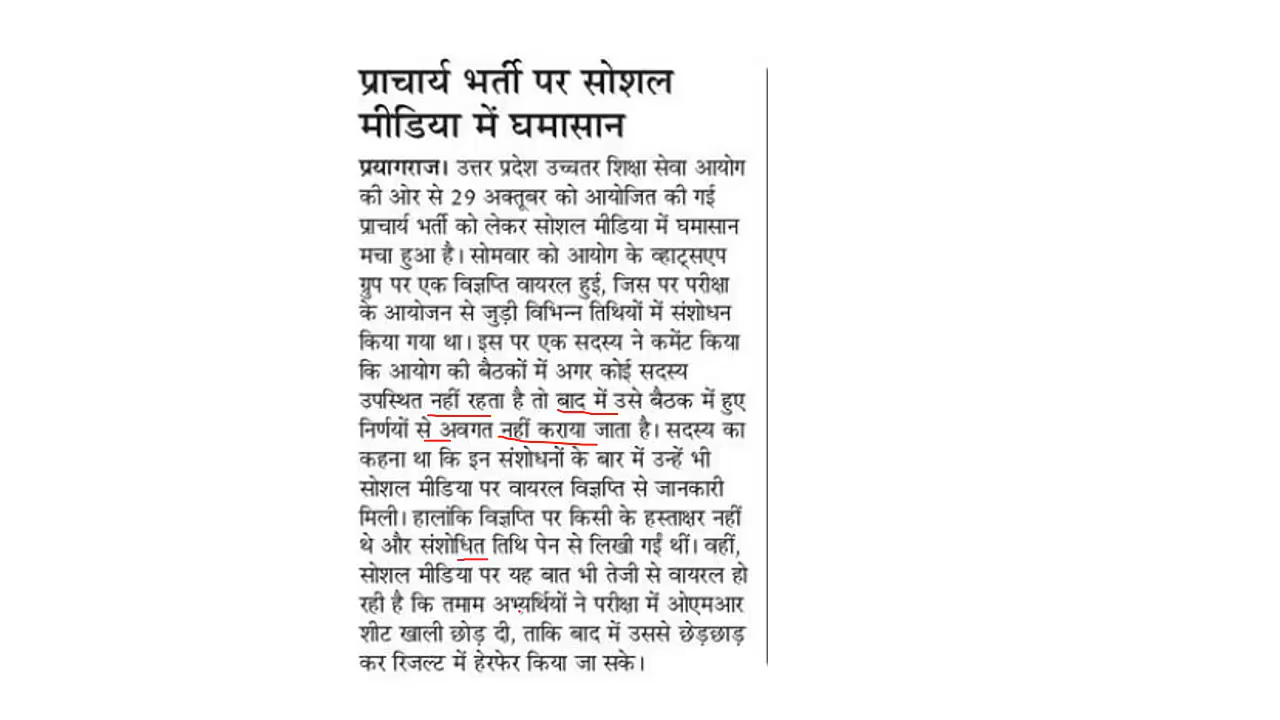 प्राचार्य भर्ती पर सोशल
मीडिया में घमासान
प्रयागराज। उत्तर प्रदेश उच्चतर शिक्षा सेवा आयोग
की ओर से 29 अक्तूबर को आयोजित की गई
प्राचार्य भर्ती को लेकर सोशल मीडिया में घमासान
मचा हुआ है। सोमवार को आयोग के व्हाट्सएप
ग्रुप पर एक विज्ञप्ति वायरल हुई, जिस पर परीक्षा
के आयोजन से जुड़ी विभिन्न तिथियों में संशोधन
किया गया था। इस पर एक सदस्य ने कमेंट किया
कि आयोग की बैठकों में अगर कोई सदस्य
उपस्थित नहीं रहता है तो बाद में उसे बैठक में हुए
निर्णयों से अवगत नहीं कराया जाता है। सदस्य का
कहना था कि इन संशोधनों के बार में उन्हें भी
सोशल मीडिया पर वायरल विज्ञप्ति से जानकारी
मिली। हालांकि विज्ञप्ति पर किसी के हस्ताक्षर नहीं
थे और संशोधित तिथि पेन से लिखी गईं थीं। वहीं,
सोशल मीडिया पर यह बात भी तेजी से वायरल हो
रही है कि तमाम अभ्यर्थियों ने परीक्षा में ओएमआर
शीट खाली छोड़ दी, ताकि बाद में उससे छेड़छाड़
कर रिजल्ट में हेरफेर किया जा सके।